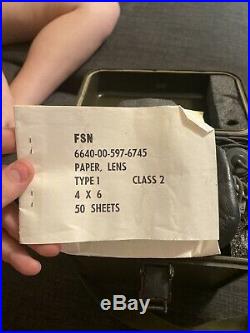 FSN
6640-00-597-6745
PAPER, LENS
TYPE I CLASS 2
4 X 6
50 SHEETS